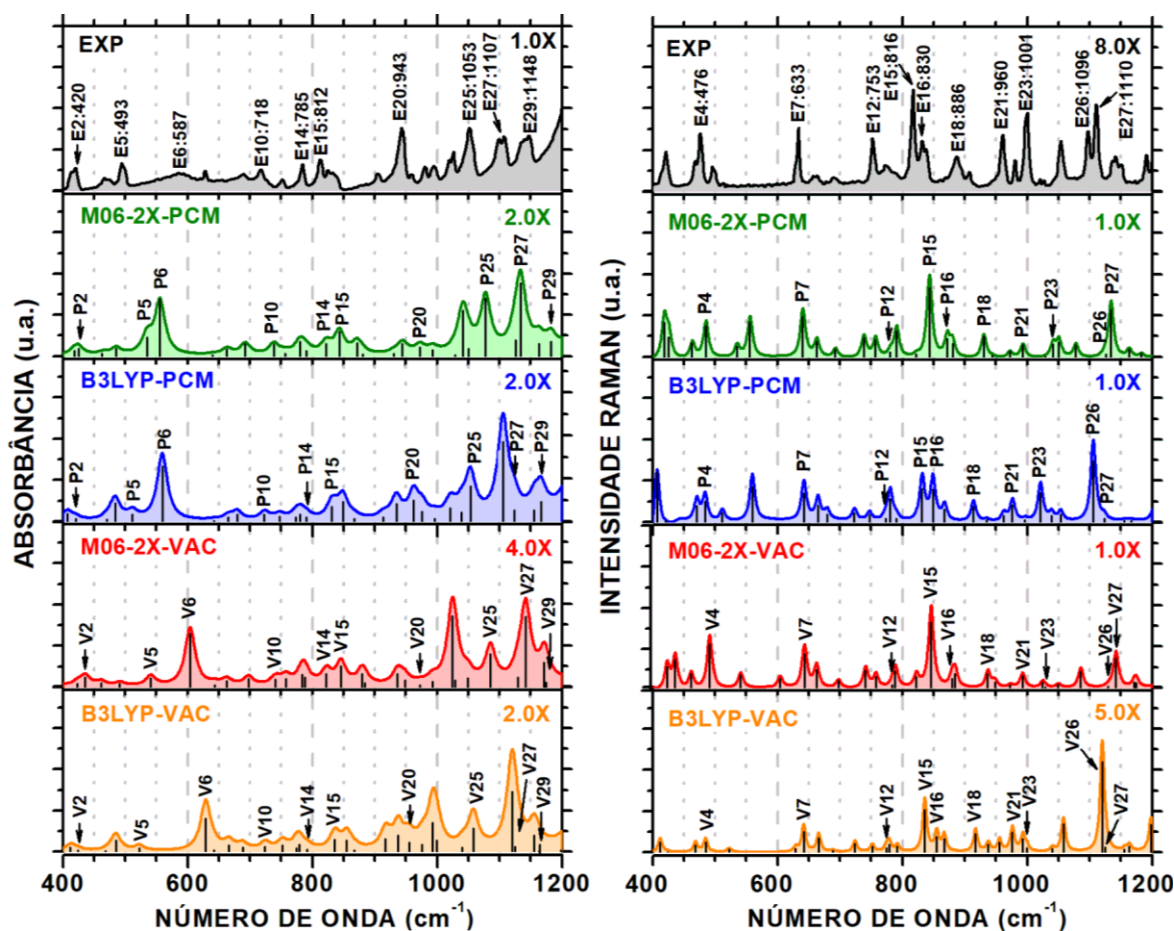 ABSORBÂNCIA (u.a.)
EXP
1.0X
E2:420
E5:493
E6:587
E10:718
E14:785
E15:812
E20:943
E25:1053
E27:1107
E29:1148
M06-2X-PCM
2.0X
P2
P5
P6
P10
P14
P15
P20
P25
P27
P29
B3LYP-PCM
2.0X
P2
P5
P6
P10
P14
P15
P20
P25
P27
P29
M06-2X-VAC
4.0X
V2
V5
V6
V10
V14
V15
V20
V25
V27
V29
B3LYP-VAC
2.0X
V2
V5
V6
V10
V14
V15
V20
V25
V27
V29
400 600 800 1000 1200
NÚMERO DE ONDA (cm-1)
INTENSIDADE RAMAN (u.a.)
EXP
8.0X
E4:476
E7:633
E12:753
E15:816
E16:830
E18:886
E21:960
E23:1001
E26:1096
E27:1110
M06-2X-PCM
1.0X
P4
P7
P12
P15
P16
P18
P21
P23
P26
P27
B3LYP-PCM
1.0X
P4
P7
P12
P15
P16
P18
P21
P23
P26
P27
M06-2X-VAC
1.0X
V4
V7
V12
V15
V16
V18
V21
V23
V26
V27
B3LYP-VAC
5.0X
V4
V7
V12
V15
V16
V18
V21
V23
V26
V27
400 600 800 1000 1200
NÚMERO DE ONDA (cm-1)